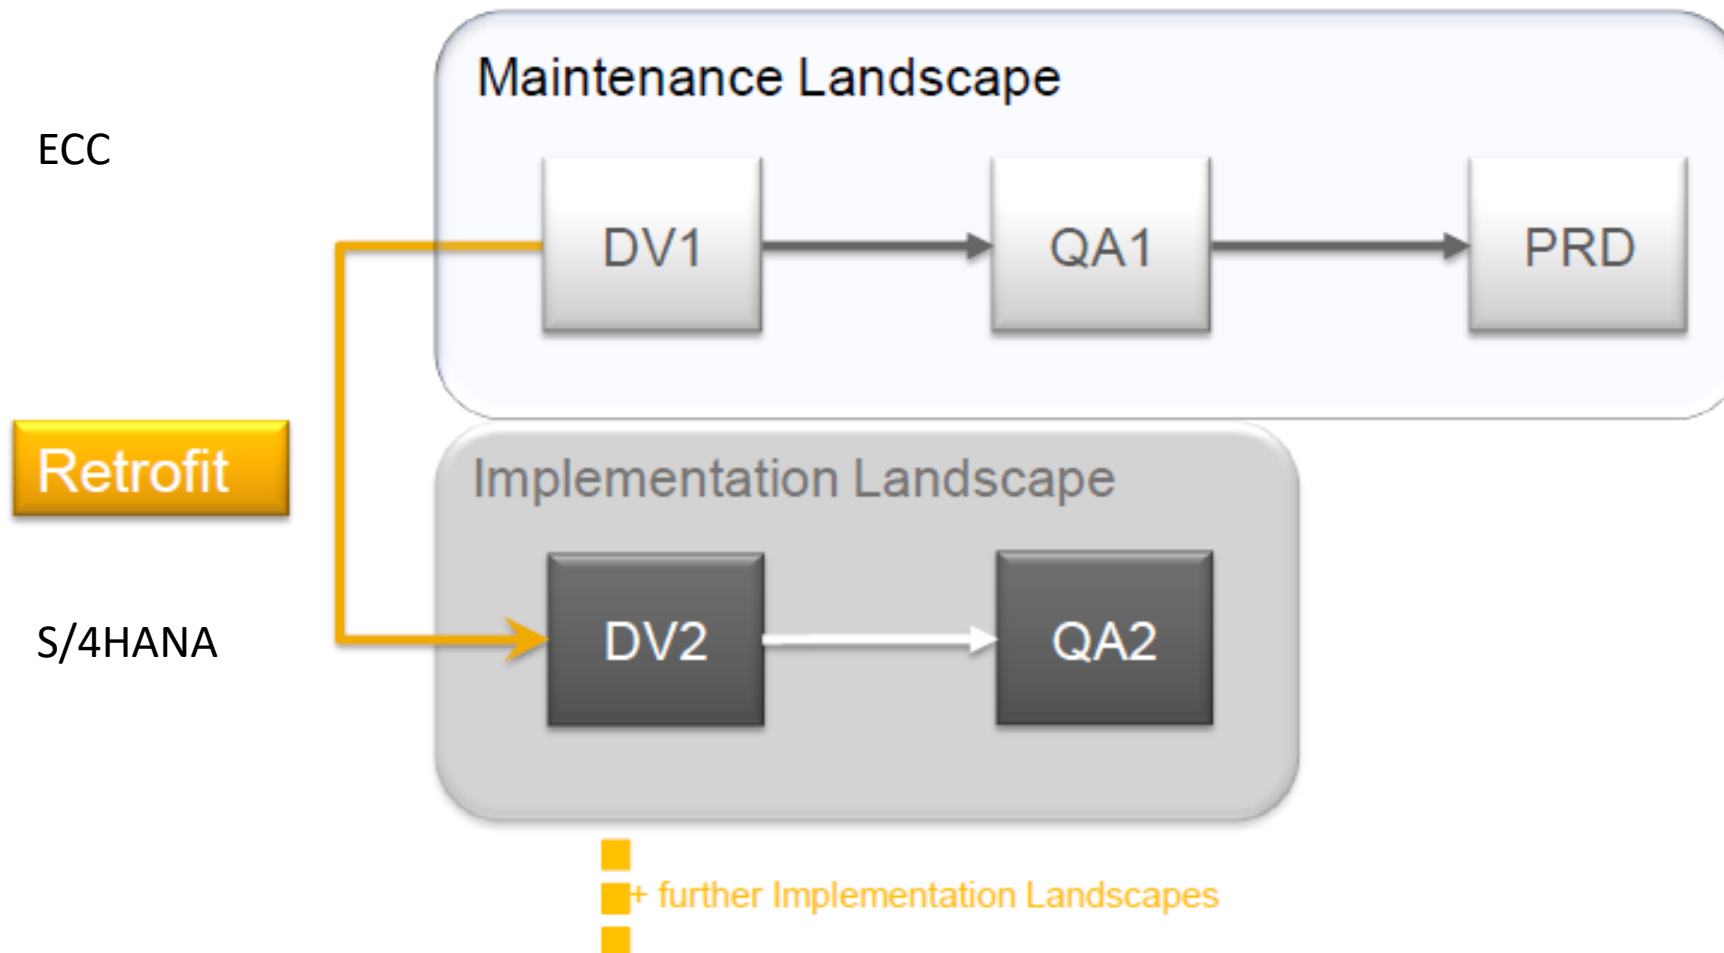 Maintenance Landscape
ECC
DV1
QA1
PRD
Retrofit
Implementation Landscape
S/4HANA
DV2
QA2
+ further Implementation Landscapes